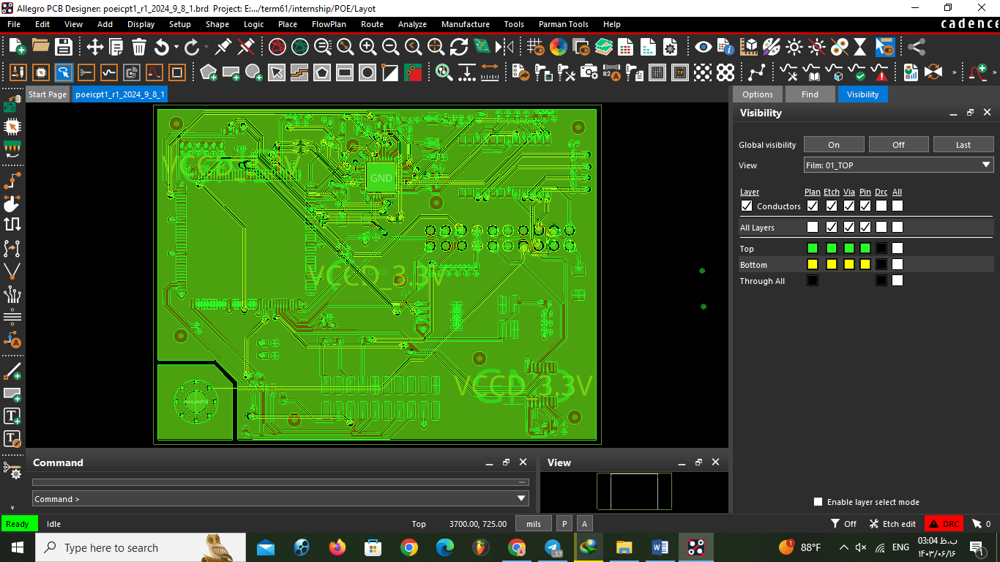 Allegro PCB Designer: poeicpt1_r1_2024_9_8_1.brd Project: E:.../term61/internship/POE/Layot
File Edit View Add Display Setup Shape Logic Place FlowPlan Route Analyze Manufacture Tools Parman Tools Help
cadence
Start Page
poeicpt1_r1_2024_9_8_1
GND
VCCD_3.3V
VCCD_3.3V
Options Find Visibility
Visibility
Global visibility On Off Last
View Film: 01_TOP
Layer Plan Etch Via Pin Drc All
Conductors
All Layers
Top
Bottom
Through All
Enable layer select mode
Command
Command >
View
Ready Idle Top 3700.00, 725.00 mils P A Off Etch edit DRC 0
Type here to search
.57
1
88°F
ENG
03:04 ب.ظ
۱۴۰۳/۰۶/۱۶
1